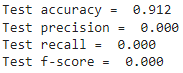 Test accuracy =  0.912
Test precision =  0.000
Test recall =  0.000
Test f-score =  0.000